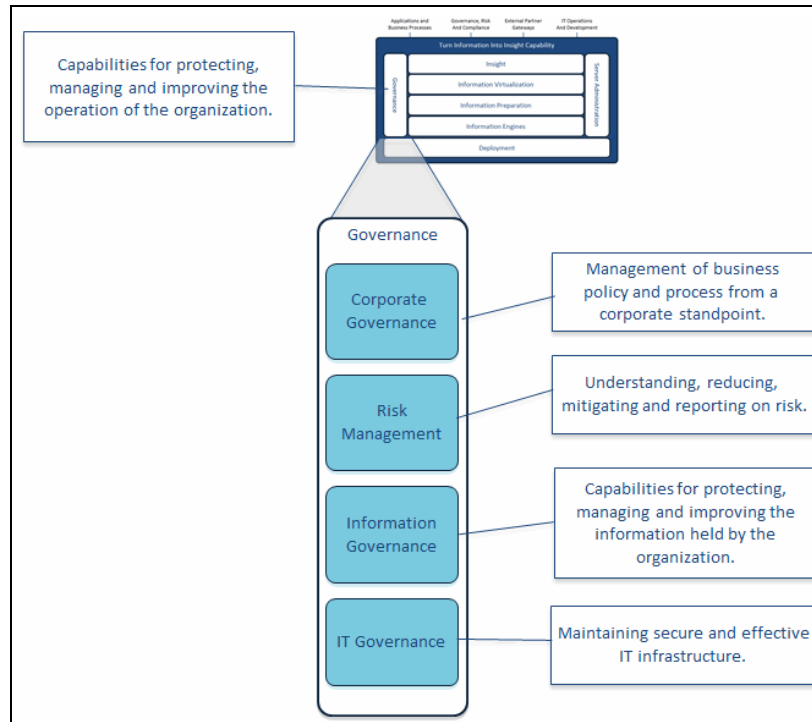 Applications and
Business Processes
Governance, Risk
And Compliance
External Partner
Gateways
IT Operations
And Development
Turn Information Into Insight Capability
Governance
Insight
Information Virtualization
Information Preparation
Information Engines
Server Administration
Deployment
Capabilities for protecting,
managing and improving the
operation of the organization.
Governance
Corporate
Governance
Management of business
policy and process from a
corporate standpoint.
Risk
Management
Understanding, reducing,
mitigating and reporting on risk.
Information
Governance
Capabilities for protecting,
managing and improving the
information held by the
organization.
IT Governance
Maintaining secure and effective
IT infrastructure.